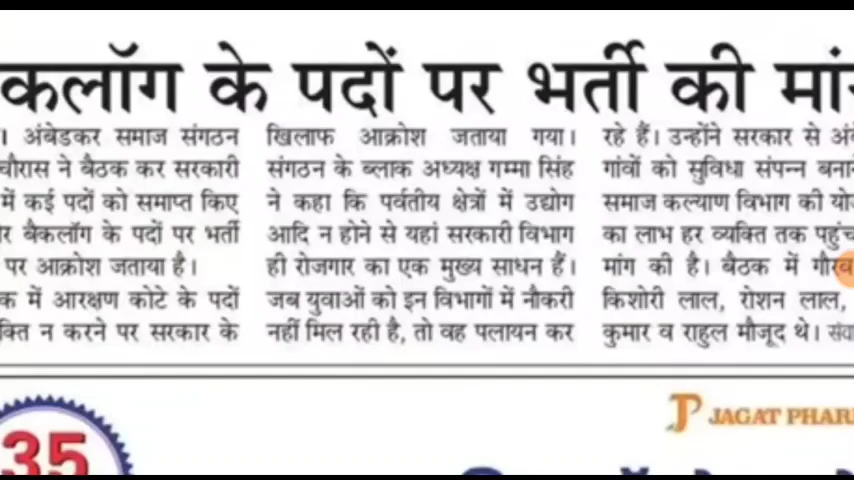 कलॉग के पदों पर भर्ती की मां
। अंबेडकर समाज संगठन
चौरास ने बैठक कर सरकारी
में कई पदों को समाप्त किए
र बैकलॉग के पदों पर भर्ती
पर आक्रोश जताया है।
क में आरक्षण कोटे के पदों
क्ति न करने पर सरकार के
खिलाफ आक्रोश जताया गया।
संगठन के ब्लाक अध्यक्ष गम्मा सिंह
ने कहा कि पर्वतीय क्षेत्रों में उद्योग
आदि न होने से यहां सरकारी विभाग
ही रोजगार का एक मुख्य साधन हैं।
जब युवाओं को इन विभागों में नौकरी
नहीं मिल रही है, तो वह पलायन कर
रहे हैं। उन्होंने सरकार से अंबे
गांवों को सुविधा संपन्न बनाने
समाज कल्याण विभाग की यो
का लाभ हर व्यक्ति तक पहुंच
मांग की है। बैठक में गौरव
किशोरी लाल, रोशन लाल,
कुमार व राहुल मौजूद थे। संवा
35
JAGAT PHAR